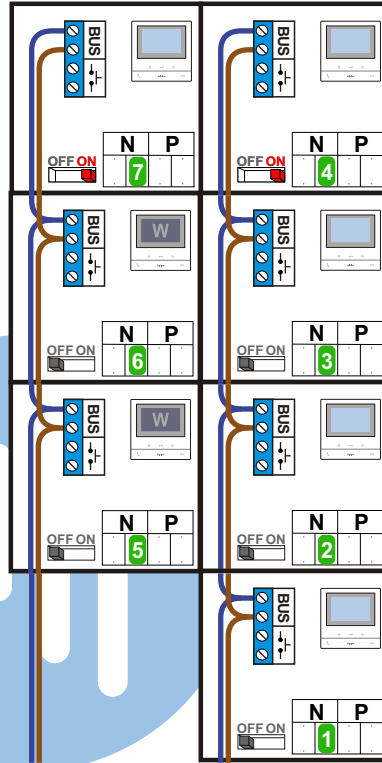 BUS
BUS
N P
N P
OFF ON
7
OFF ON
4
BUS
W
BUS
N P
N P
OFF ON
6
OFF ON
3
BUS
W
BUS
N P
N P
OFF ON
5
OFF ON
2
BUS
N P
OFF ON
1